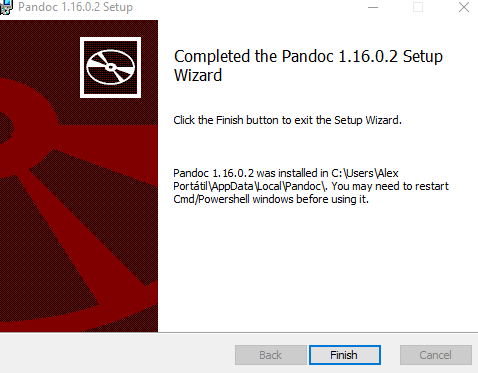 Pandoc 1.16.0.2 Setup
Completed the Pandoc 1.16.0.2 Setup
Wizard
Click the Finish button to exit the Setup Wizard.
Pandoc 1.16.0.2 was installed in C:\Users\Alex
Portátil\AppData\Local\Pandoc\. You may need to restart
Cmd/Powershell windows before using it.
Back
Finish
Cancel